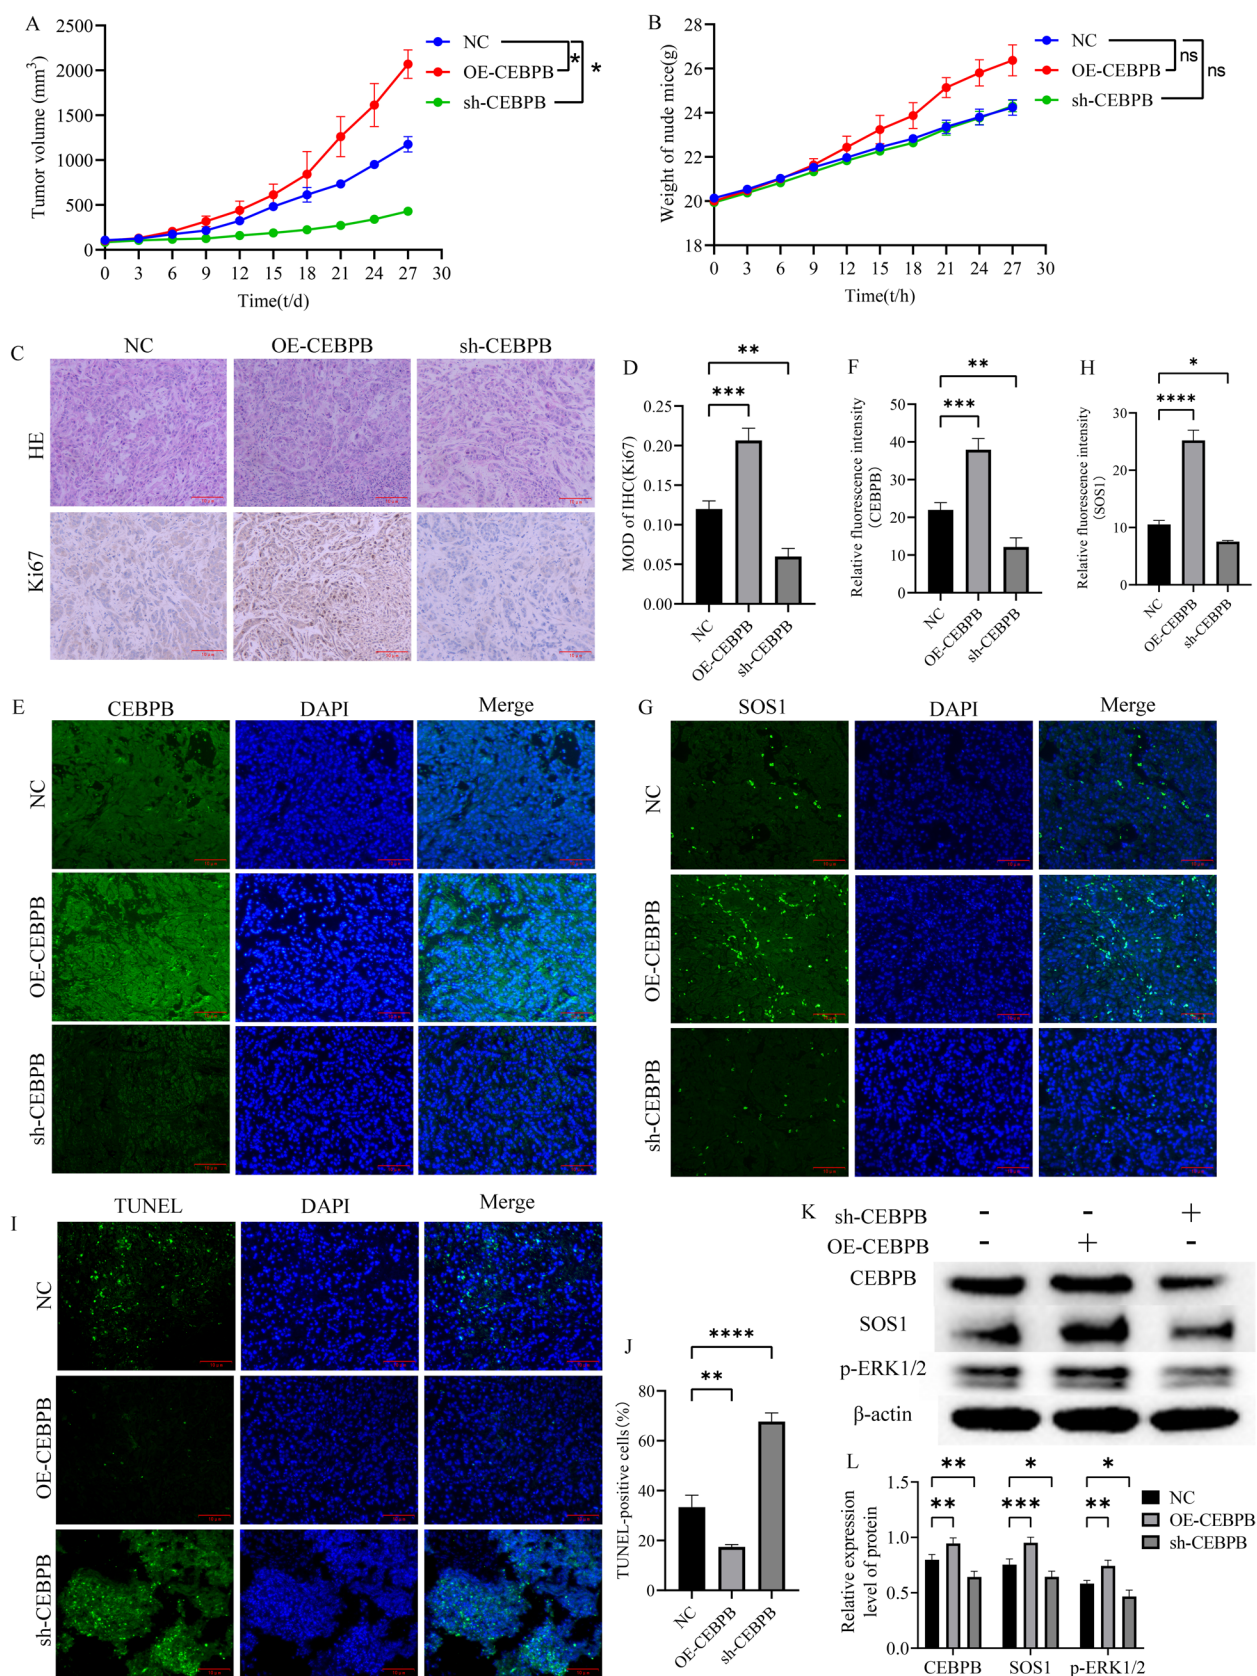 A
2500
2000
1500
1000
500
0
Tumor volume (mm³)
0 3 6 9 12 15 18 21 24 27 30
Time(t/d)
NC
OE-CEBPB
sh-CEBPB
*
*
B
28
26
24
22
20
18
Weight of nude mice(g)
0 3 6 9 12 15 18 21 24 27 30
Time(t/h)
NC
OE-CEBPB
sh-CEBPB
ns
ns
C
NC OE-CEBPB sh-CEBPB
HE
Ki67
D
**
***
0.25
0.20
0.15
0.10
0.05
0.00
MOD of IHC(Ki67)
NC
OE-CEBPB
sh-CEBPB
F
**
***
50
40
30
20
10
0
Relative fluorescence intensity
(CEBPB)
NC
OE-CEBPB
sh-CEBPB
H
*
****
30
20
10
0
Relative fluorescence intensity
(SOS1)
NC
OE-CEBPB
sh-CEBPB
E
CEBPB DAPI Merge
NC
OE-CEBPB
sh-CEBPB
G
SOS1 DAPI Merge
NC
OE-CEBPB
sh-CEBPB
I
TUNEL DAPI Merge
NC
OE-CEBPB
sh-CEBPB
J
****
**
80
60
40
20
0
TUNEL-positive cells(%)
NC
OE-CEBPB
sh-CEBPB
K
sh-CEBPB - - +
OE-CEBPB - + -
CEBPB
SOS1
p-ERK1/2
β-actin
L
** * *
** *** **
1.5
1.0
0.5
0.0
Relative expression
level of protein
CEBPB SOS1 p-ERK1/2
NC
OE-CEBPB
sh-CEBPB